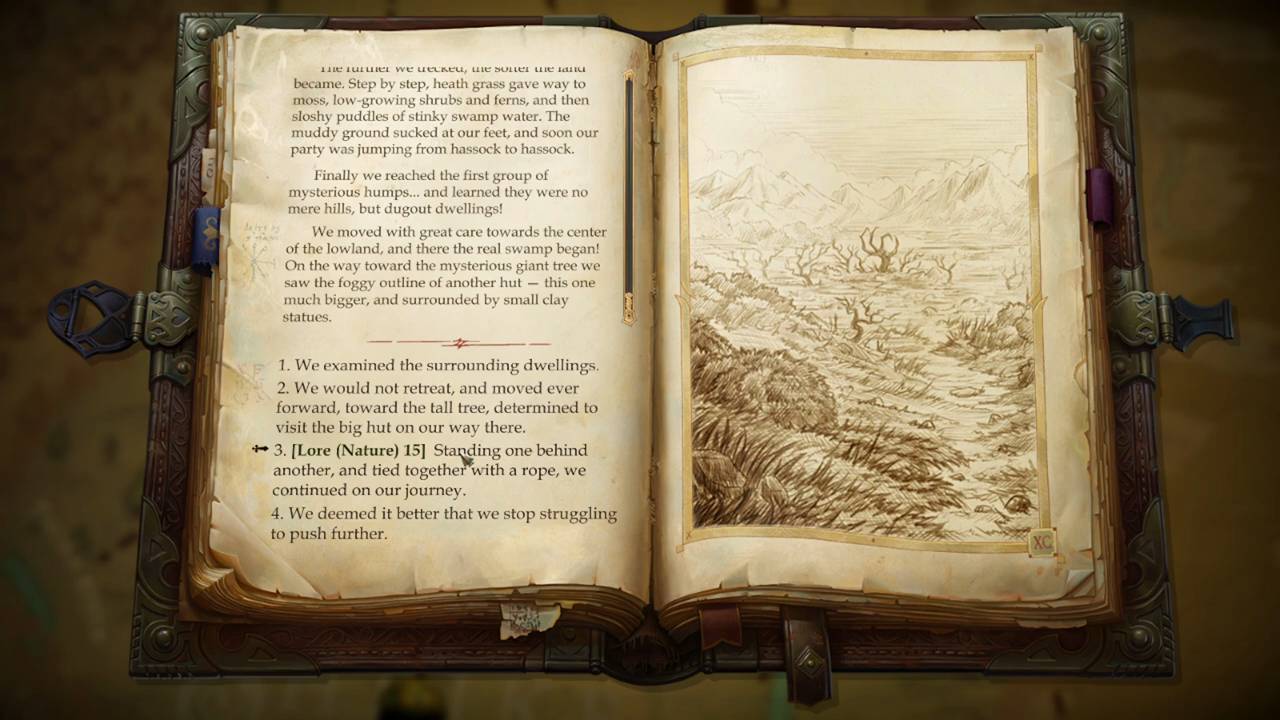 The further we trecked, the softer the land
became. Step by step, heath grass gave way to
moss, low-growing shrubs and ferns, and then
sloshy puddles of stinky swamp water. The
muddy ground sucked at our feet, and soon our
party was jumping from hassock to hassock.
Finally we reached the first group of
mysterious humps... and learned they were no
mere hills, but dugout dwellings!
We moved with great care towards the center
of the lowland, and there the real swamp began!
On the way toward the mysterious giant tree we
saw the foggy outline of another hut — this one
much bigger, and surrounded by small clay
statues.
1. We examined the surrounding dwellings.
2. We would not retreat, and moved ever
forward, toward the tall tree, determined to
visit the big hut on our way there.
3. [Lore (Nature) 15] Standing one behind
another, and tied together with a rope, we
continued on our journey.
4. We deemed it better that we stop struggling
to push further.
XC